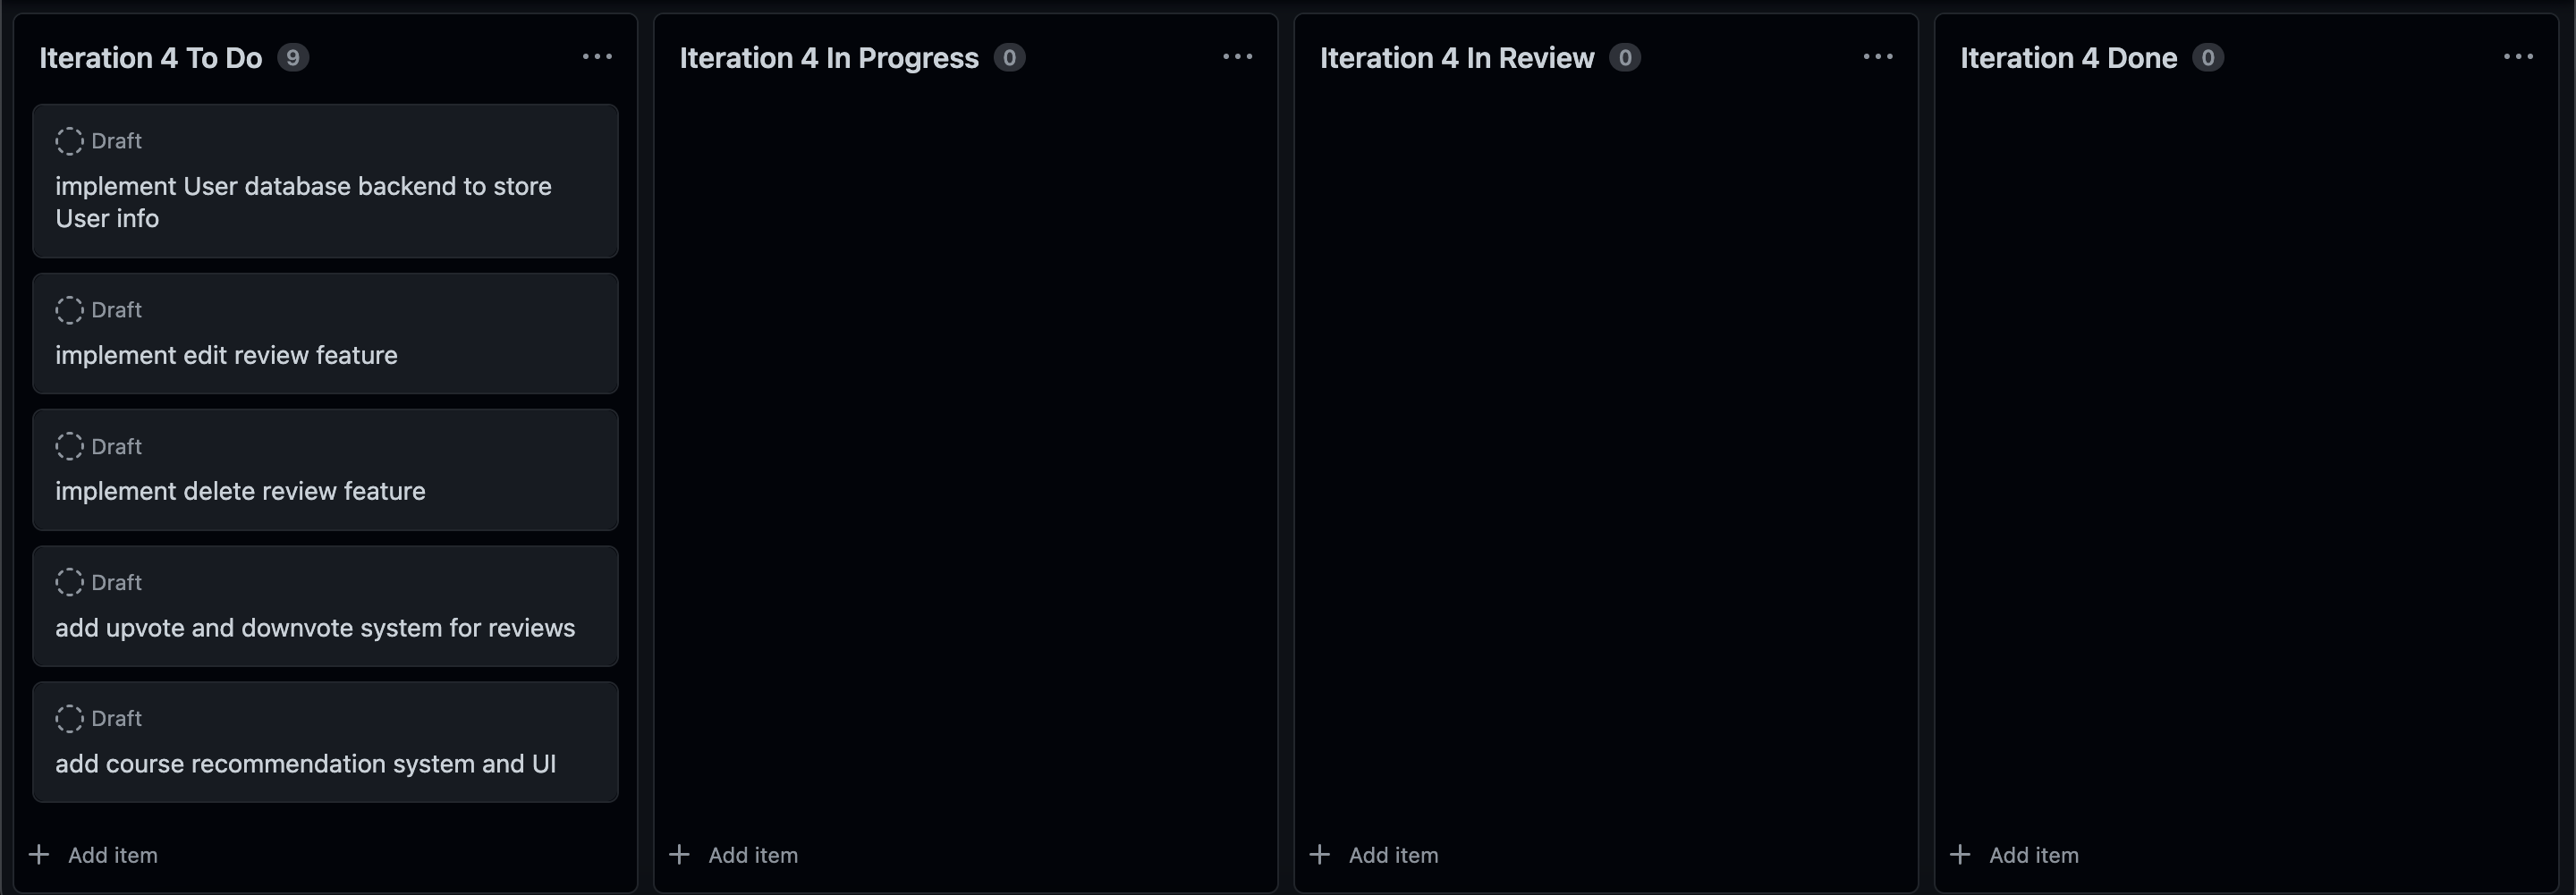 Iteration 4 To Do 9
Draft
implement User database backend to store
User info
Draft
implement edit review feature
Draft
implement delete review feature
Draft
add upvote and downvote system for reviews
Draft
add course recommendation system and UI
Add item
Iteration 4 In Progress 0
Add item
Iteration 4 In Review 0
Add item
Iteration 4 Done 0
Add item